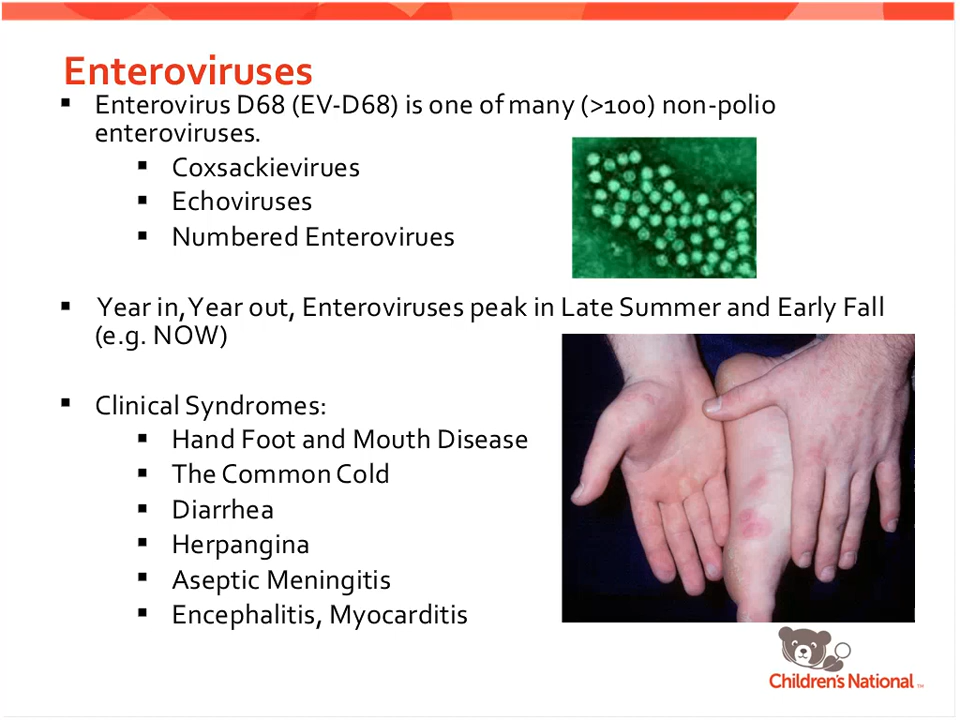 Enteroviruses
Enterovirus D68 (EV-D68) is one of many (>100) non-polio
enteroviruses.
Coxsackievirues
Echoviruses
Numbered Enterovirues
Year in,Year out, Enteroviruses peak in Late Summer and Early Fall
(e.g. NOW)
Clinical Syndromes:
Hand Foot and Mouth Disease
The Common Cold
Diarrhea
Herpangina
Aseptic Meningitis
Encephalitis, Myocarditis
Children's National ™